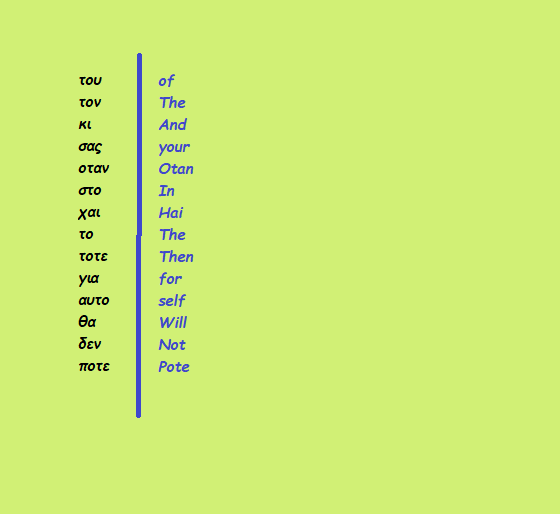 του of
τον The
κι And
σας your
οταν Otan
στο In
χαι Hai
το The
τοτε Then
για for
αυτο self
θα Will
δεν Not
ποτε Pote